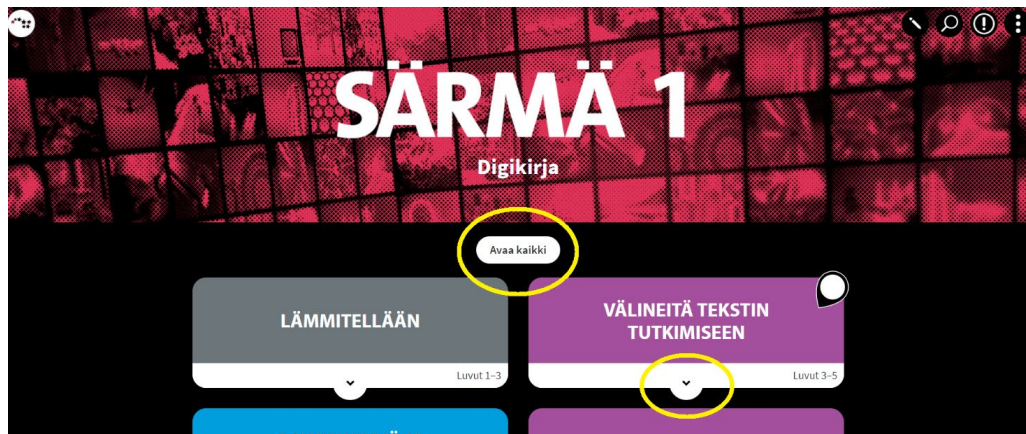 SÄRMÄ 1
Digikirja
Avaa kaikki
LÄMMITELLÄÄN
Luvut 1–3
VÄLINEITÄ TEKSTIN
TUTKIMISEEN
Luvut 3–5